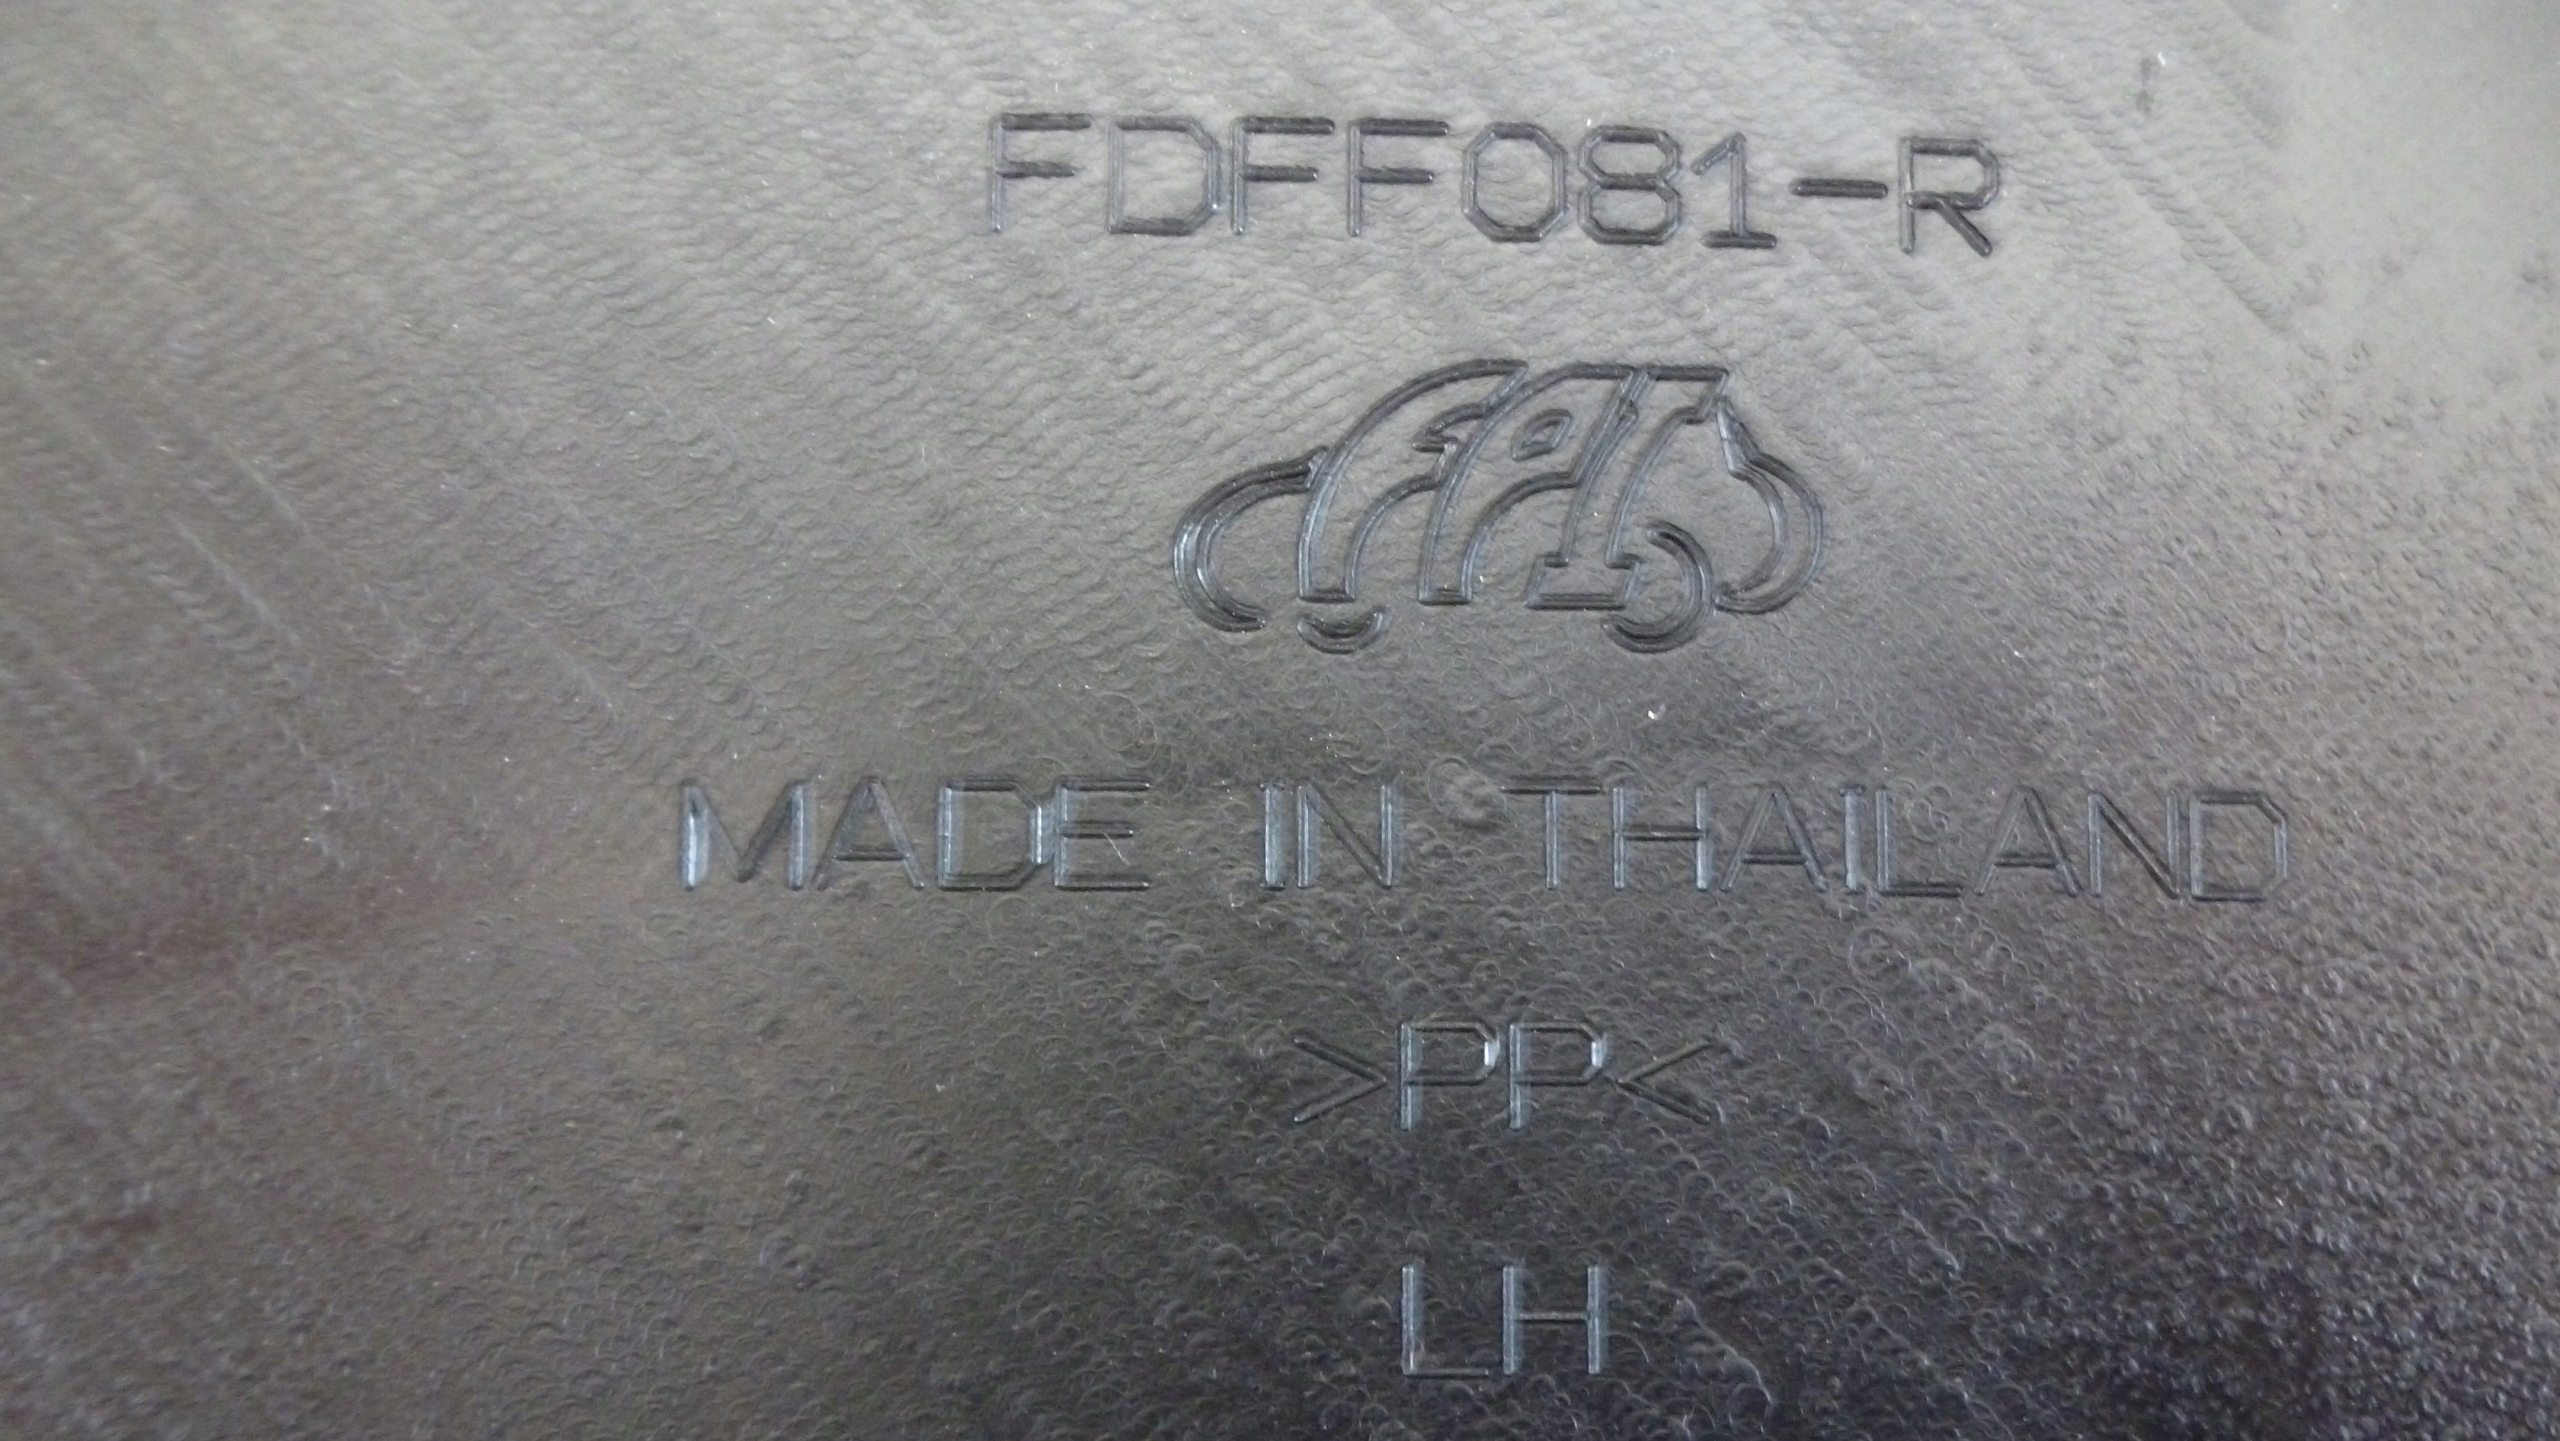 FDFF081-R
MADE IN THAILAND
>PP<
LH